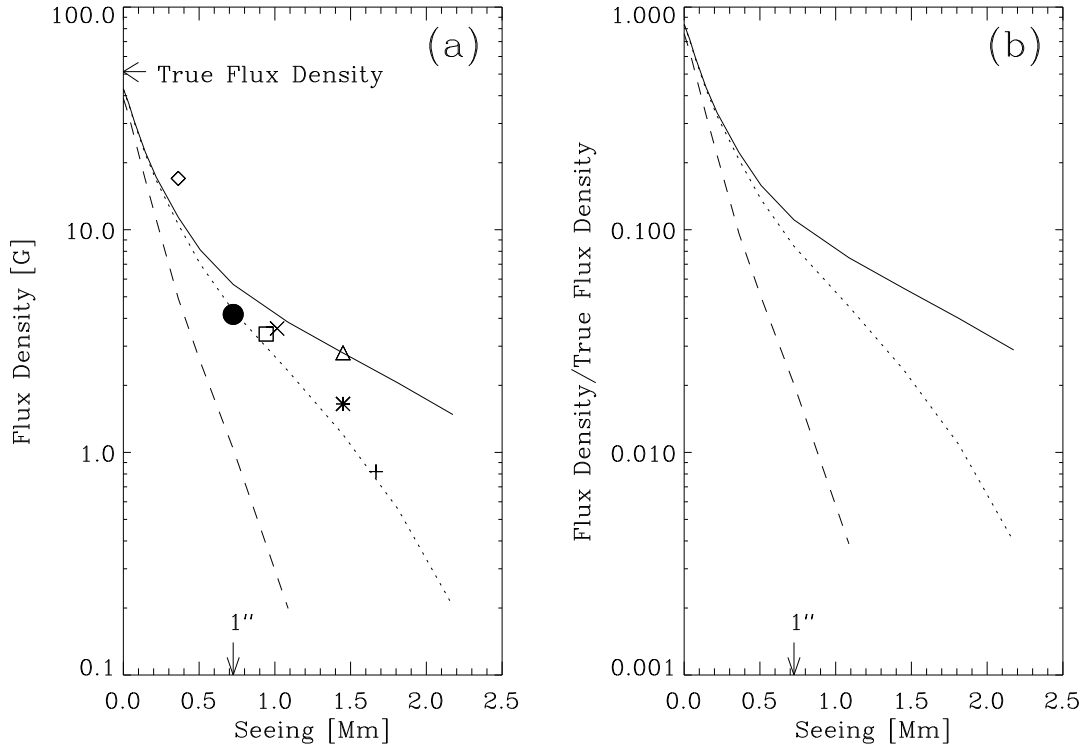 100.0
(a)
True Flux Density
10.0
1.0
0.1
Flux Density [G]
1″
0.0 0.5 1.0 1.5 2.0 2.5
Seeing [Mm]
1.000
(b)
0.100
0.010
0.001
Flux Density/True Flux Density
1″
0.0 0.5 1.0 1.5 2.0 2.5
Seeing [Mm]